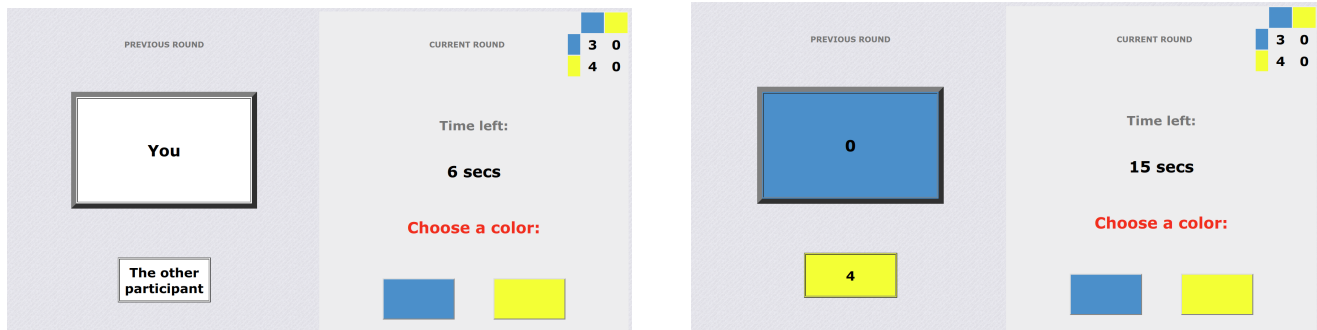 PREVIOUS ROUND
CURRENT ROUND
3 0
4 0
You
Time left:
6 secs
Choose a color:
The other
participant
PREVIOUS ROUND
CURRENT ROUND
3 0
4 0
0
Time left:
15 secs
Choose a color:
4